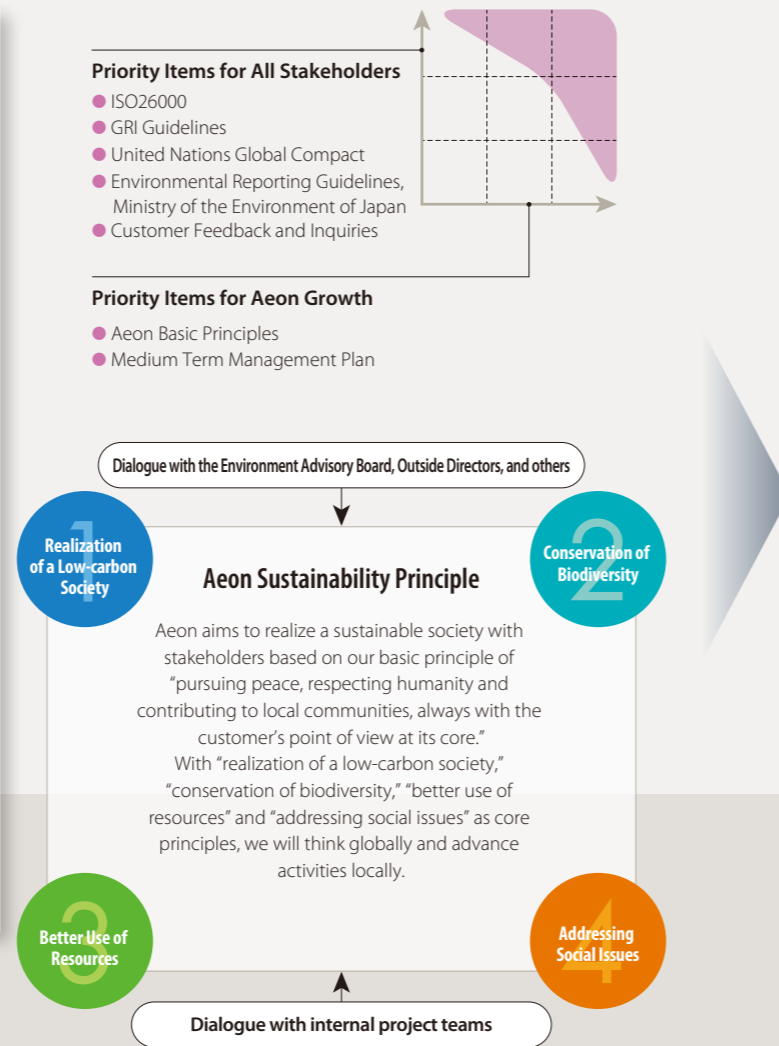 Priority Items for All Stakeholders
● ISO26000
● GRI Guidelines
● United Nations Global Compact
● Environmental Reporting Guidelines,
Ministry of the Environment of Japan
● Customer Feedback and Inquiries
Priority Items for Aeon Growth
● Aeon Basic Principles
● Medium Term Management Plan
Dialogue with the Environment Advisory Board, Outside Directors, and others
1
Realization
of a Low-carbon
Society
2
Conservation of
Biodiversity
Aeon Sustainability Principle
Aeon aims to realize a sustainable society with
stakeholders based on our basic principle of
“pursuing peace, respecting humanity and
contributing to local communities, always with the
customer’s point of view at its core.”
With “realization of a low-carbon society,”
“conservation of biodiversity,” “better use of
resources” and “addressing social issues” as core
principles, we will think globally and advance
activities locally.
3
Better Use of
Resources
4
Addressing
Social Issues
Dialogue with internal project teams